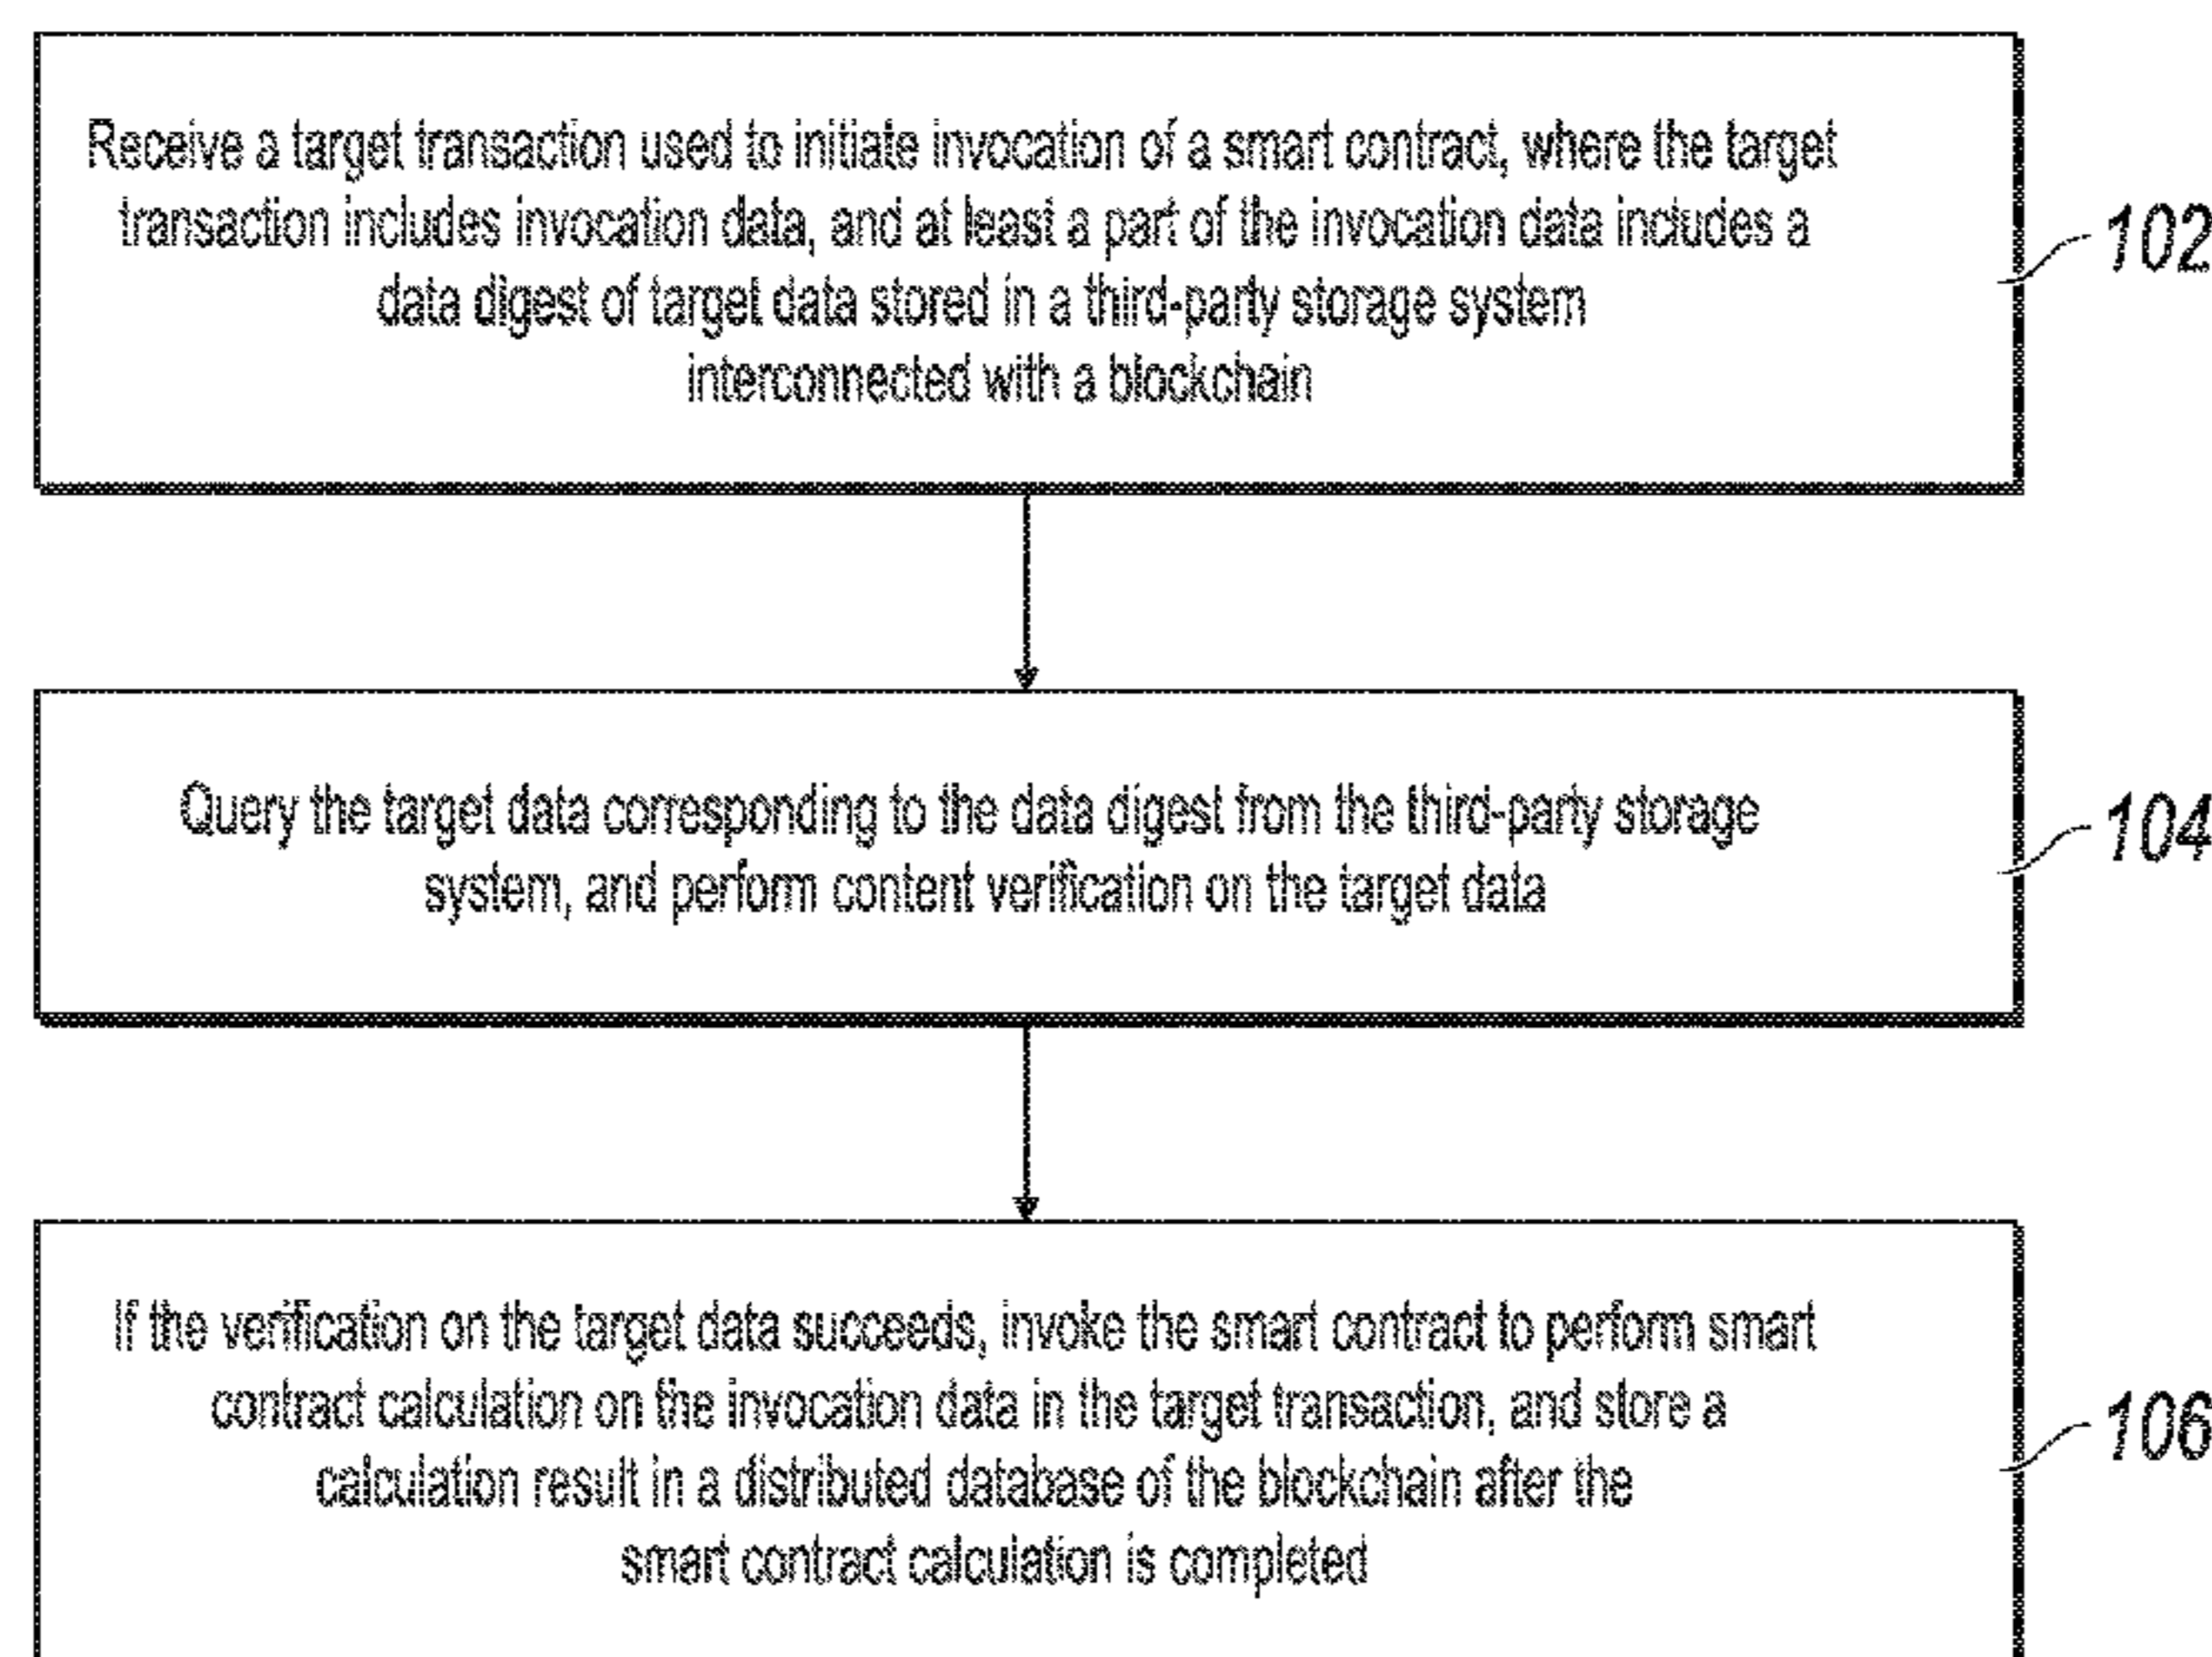 Receive a target transaction used to initiate invocation of a smart contract, where the target
transaction includes invocation data, and at least a part of the invocation data includes a
data digest of target data stored in a third-party storage system
interconnected with a blockchain
102
Query the target data corresponding to the data digest from the third-party storage
system, and perform content verification on the target data
104
If the verification on the target data succeeds, invoke the smart contract to perform smart
contract calculation on the invocation data in the target transaction, and store a
calculation result in a distributed database of the blockchain after the
smart contract calculation is completed
106